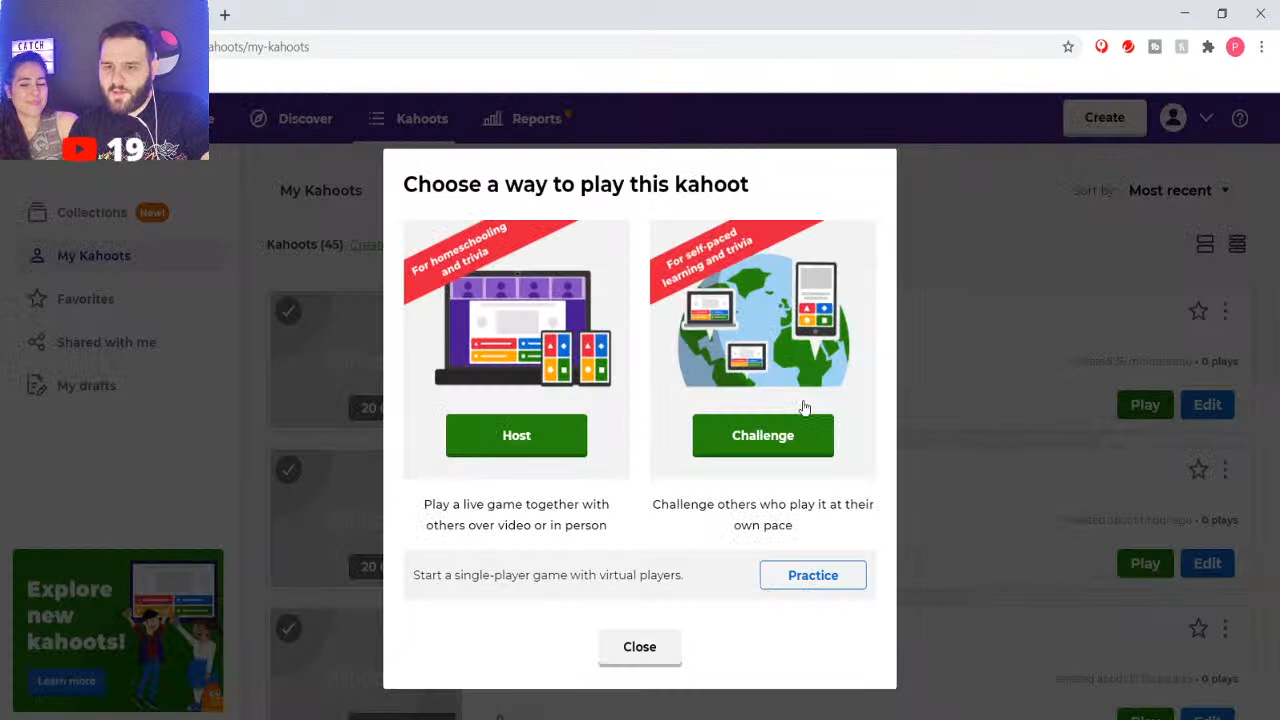 CATCH
19
ahoots/my-kahoots
P
Discover
Kahoots
Reports
Create
Collections
New!
My Kahoots
Favorites
Shared with me
My drafts
My Kahoots
Sort by:
Most recent
Kahoots (45)
Choose a way to play this kahoot
For homeschooling
and trivia
For self-paced
learning and trivia
Host
Challenge
Play a live game together with
others over video or in person
Challenge others who play it at their
own pace
Start a single-player game with virtual players.
Practice
Close
20
• 0 plays
Play
Edit
20
• 0 plays
Play
Edit
• 0 plays
Explore
new
kahoots!
Learn more